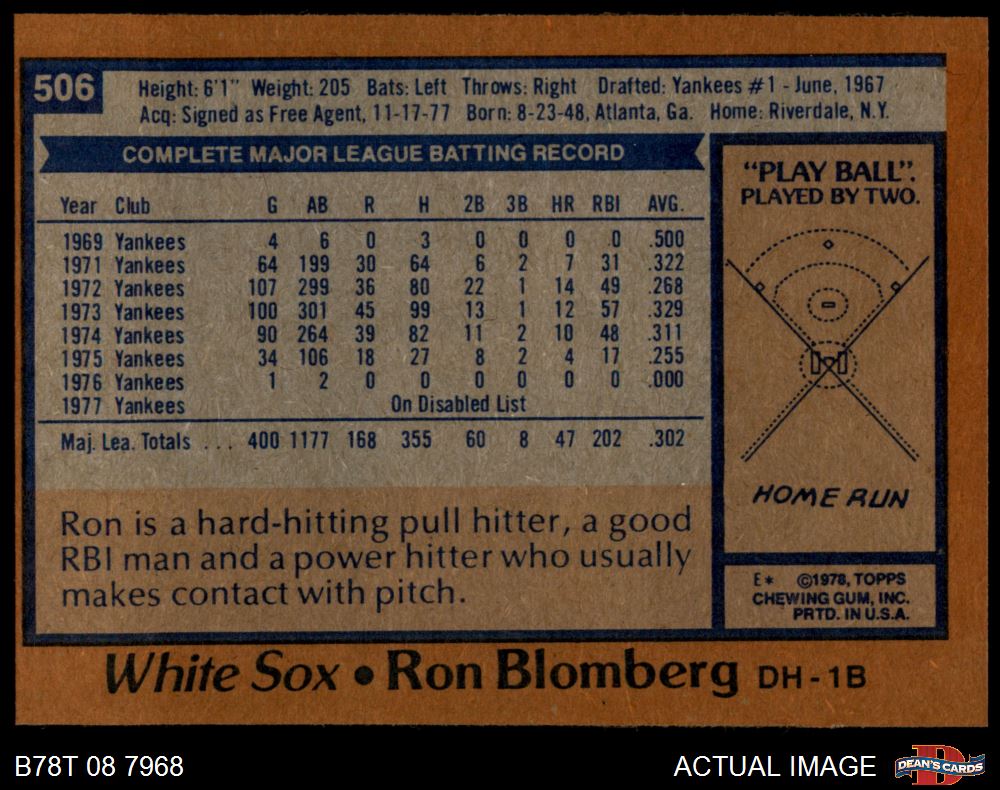 506
Height: 6'1" Weight: 205 Bats: Left Throws: Right Drafted: Yankees #1 - June, 1967
Acq: Signed as Free Agent, 11-17-77 Born: 8-23-48, Atlanta, Ga. Home: Riverdale, N.Y.
COMPLETE MAJOR LEAGUE BATTING RECORD
Year Club G AB R H 2B 3B HR RBI AVG.
1969 Yankees 4 6 0 3 0 0 0 0 .500
1971 Yankees 64 199 30 64 6 2 7 31 .322
1972 Yankees 107 299 36 80 22 1 14 49 .268
1973 Yankees 100 301 45 99 13 1 12 57 .329
1974 Yankees 90 264 39 82 11 2 10 48 .311
1975 Yankees 34 106 18 27 8 2 4 17 .255
1976 Yankees 1 2 0 0 0 0 0 0 .000
1977 Yankees On Disabled List
Maj. Lea. Totals ... 400 1177 168 355 60 8 47 202 .302
Ron is a hard-hitting pull hitter, a good
RBI man and a power hitter who usually
makes contact with pitch.
"PLAY BALL".
PLAYED BY TWO.
HOME RUN
E* ©1978, TOPPS
CHEWING GUM, INC.
PRTD. IN U.S.A.
White Sox • Ron Blomberg DH - 1B
B78T 08 7968
ACTUAL IMAGE
D
DEAN'S CARDS